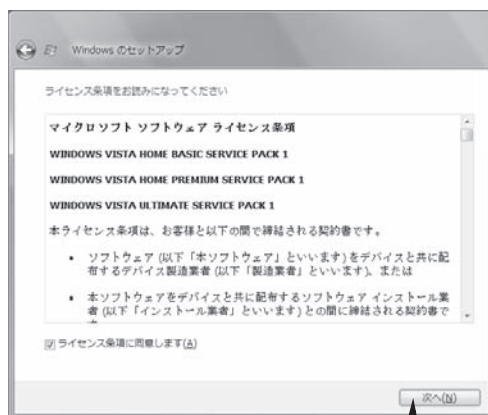 Windows のセットアップ
ライセンス条項をお読みになってください
マイクロソフト ソフトウェア ライセンス条項
WINDOWS VISTA HOME BASIC SERVICE PACK 1
WINDOWS VISTA HOME PREMIUM SERVICE PACK 1
WINDOWS VISTA ULTIMATE SERVICE PACK 1
本ライセンス条項は、お客様と以下の間で締結される契約書です。
• ソフトウェア (以下「本ソフトウェア」といいます) をデバイスと共に配
布するデバイス製造業者 (以下「製造業者」といいます)、または
• 本ソフトウェアをデバイスと共に配布するソフトウェア インストール業
者 (以下「インストール業者」といいます) との間に締結される契約書で
ライセンス条項に同意します(A)
次へ(N)